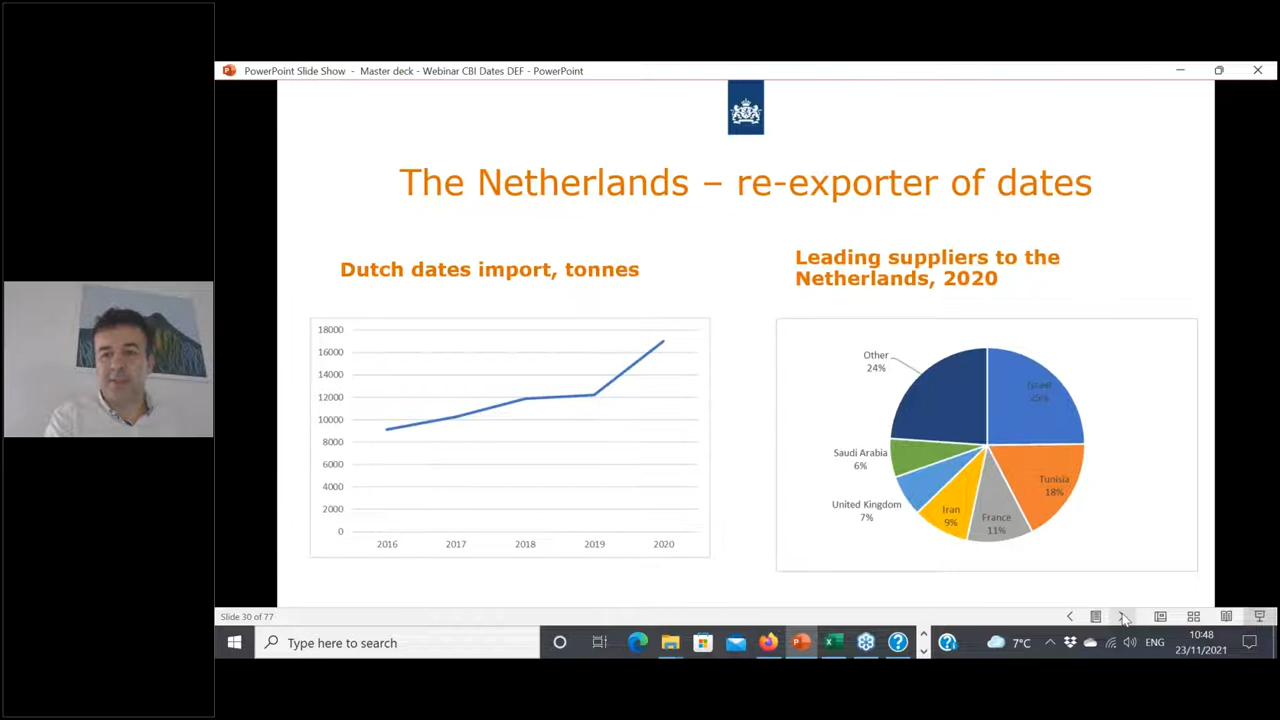 PowerPoint Slide Show - Master deck - Webinar CBI Dates DEF - PowerPoint
The Netherlands – re-exporter of dates
Dutch dates import, tonnes
18000
16000
14000
12000
10000
8000
6000
4000
2000
0
2016 2017 2018 2019 2020
Leading suppliers to the
Netherlands, 2020
Other
24%
Israel
25%
Saudi Arabia
6%
Tunisia
18%
United Kingdom
7%
Iran
9%
France
11%
Slide 30 of 77
Type here to search
7°C
ENG
10:48
23/11/2021